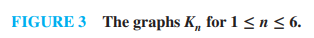 FIGURE 3 The graphs Kₙ for 1 ≤ n ≤ 6.